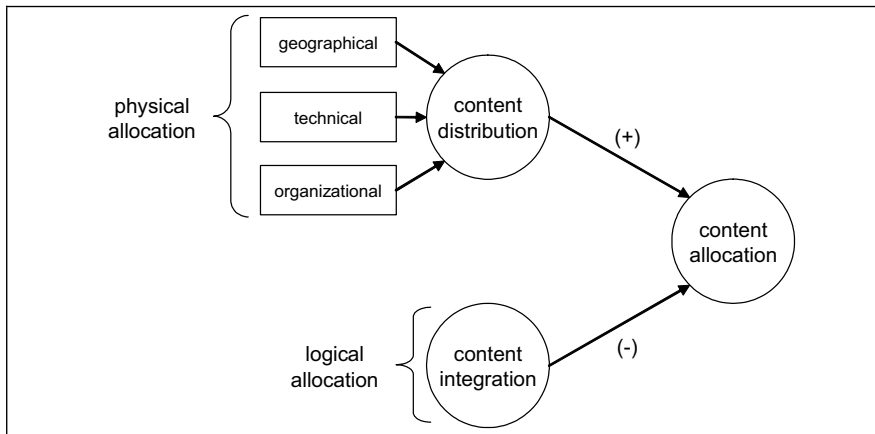 geographical
physical
allocation
technical
organizational
content
distribution
(+)
content
allocation
logical
allocation
content
integration
(-)